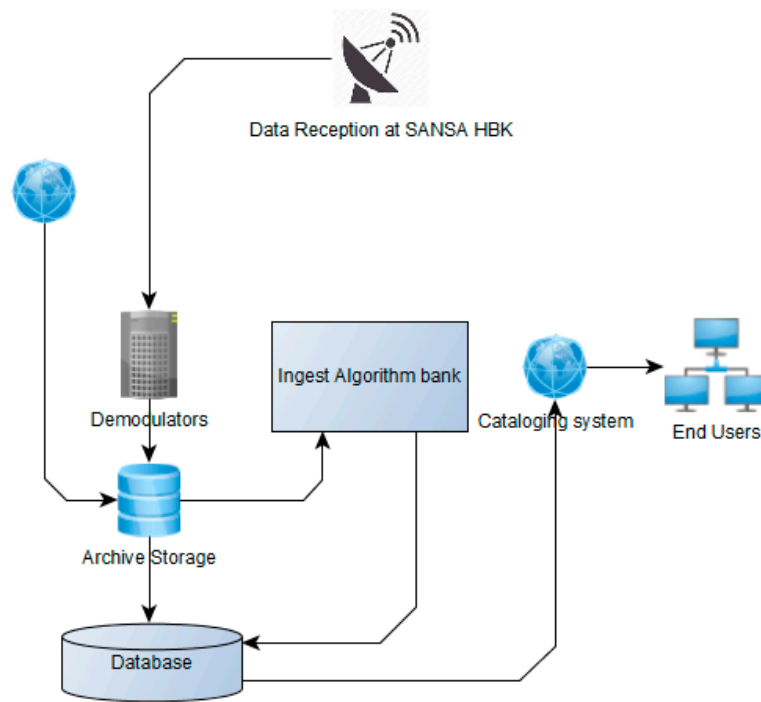 Data Reception at SANSA HBK
Ingest Algorithm bank
Demodulators
Cataloging system
End Users
Archive Storage
Database